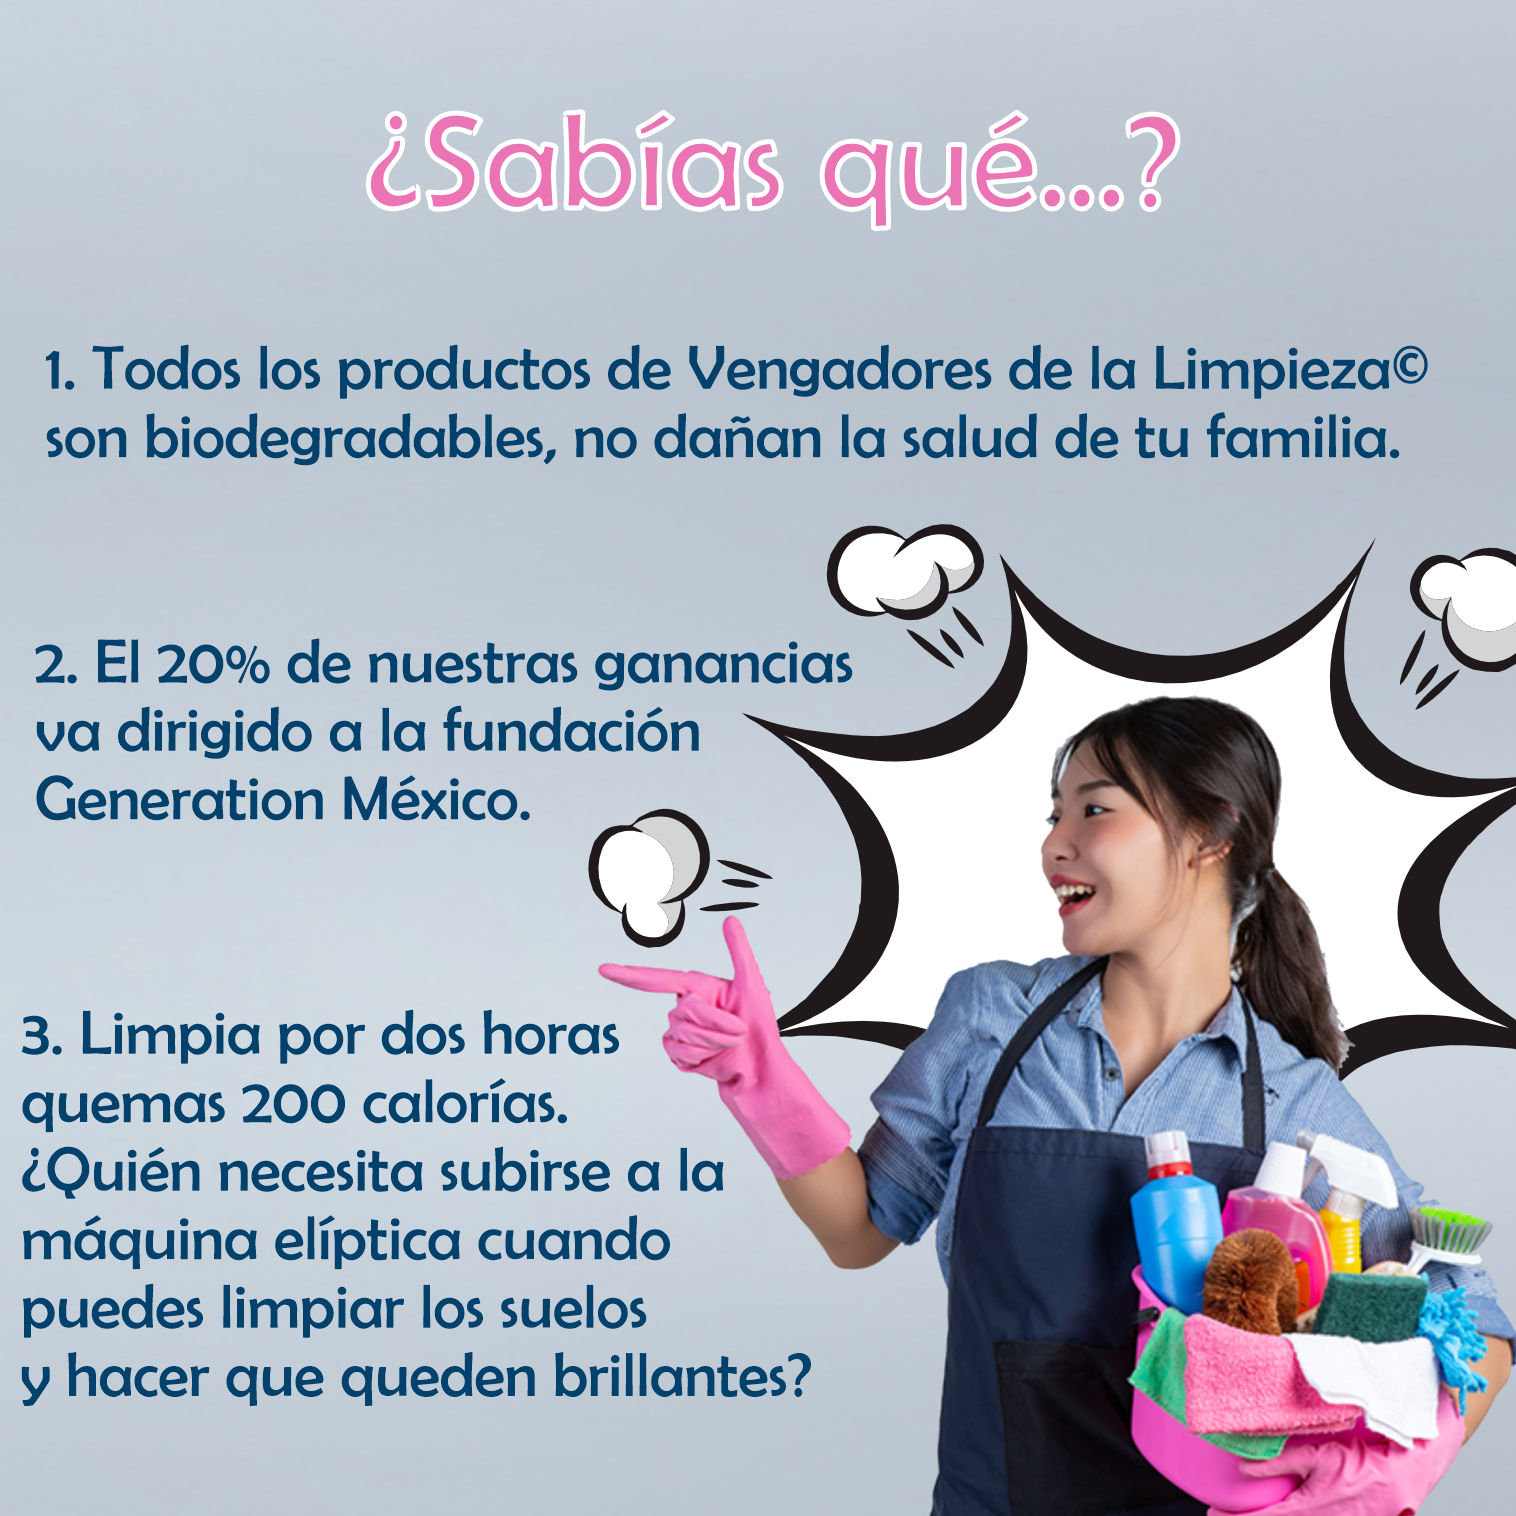 ¿Sabías qué...?
1. Todos los productos de Vengadores de la Limpieza©
son biodegradables, no dañan la salud de tu familia.
2. El 20% de nuestras ganancias
va dirigido a la fundación
Generation México.
3. Limpia por dos horas
quemas 200 calorías.
¿Quién necesita subirse a la
máquina elíptica cuando
puedes limpiar los suelos
y hacer que queden brillantes?